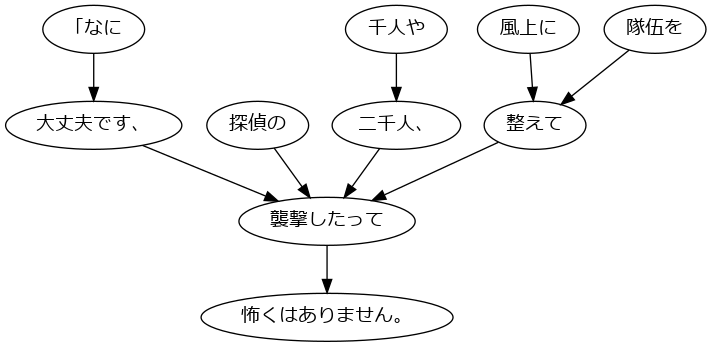 「なに
千人や
風上に
隊伍を
大丈夫です、
探偵の
二千人、
整えて
襲撃したって
怖くはありません。